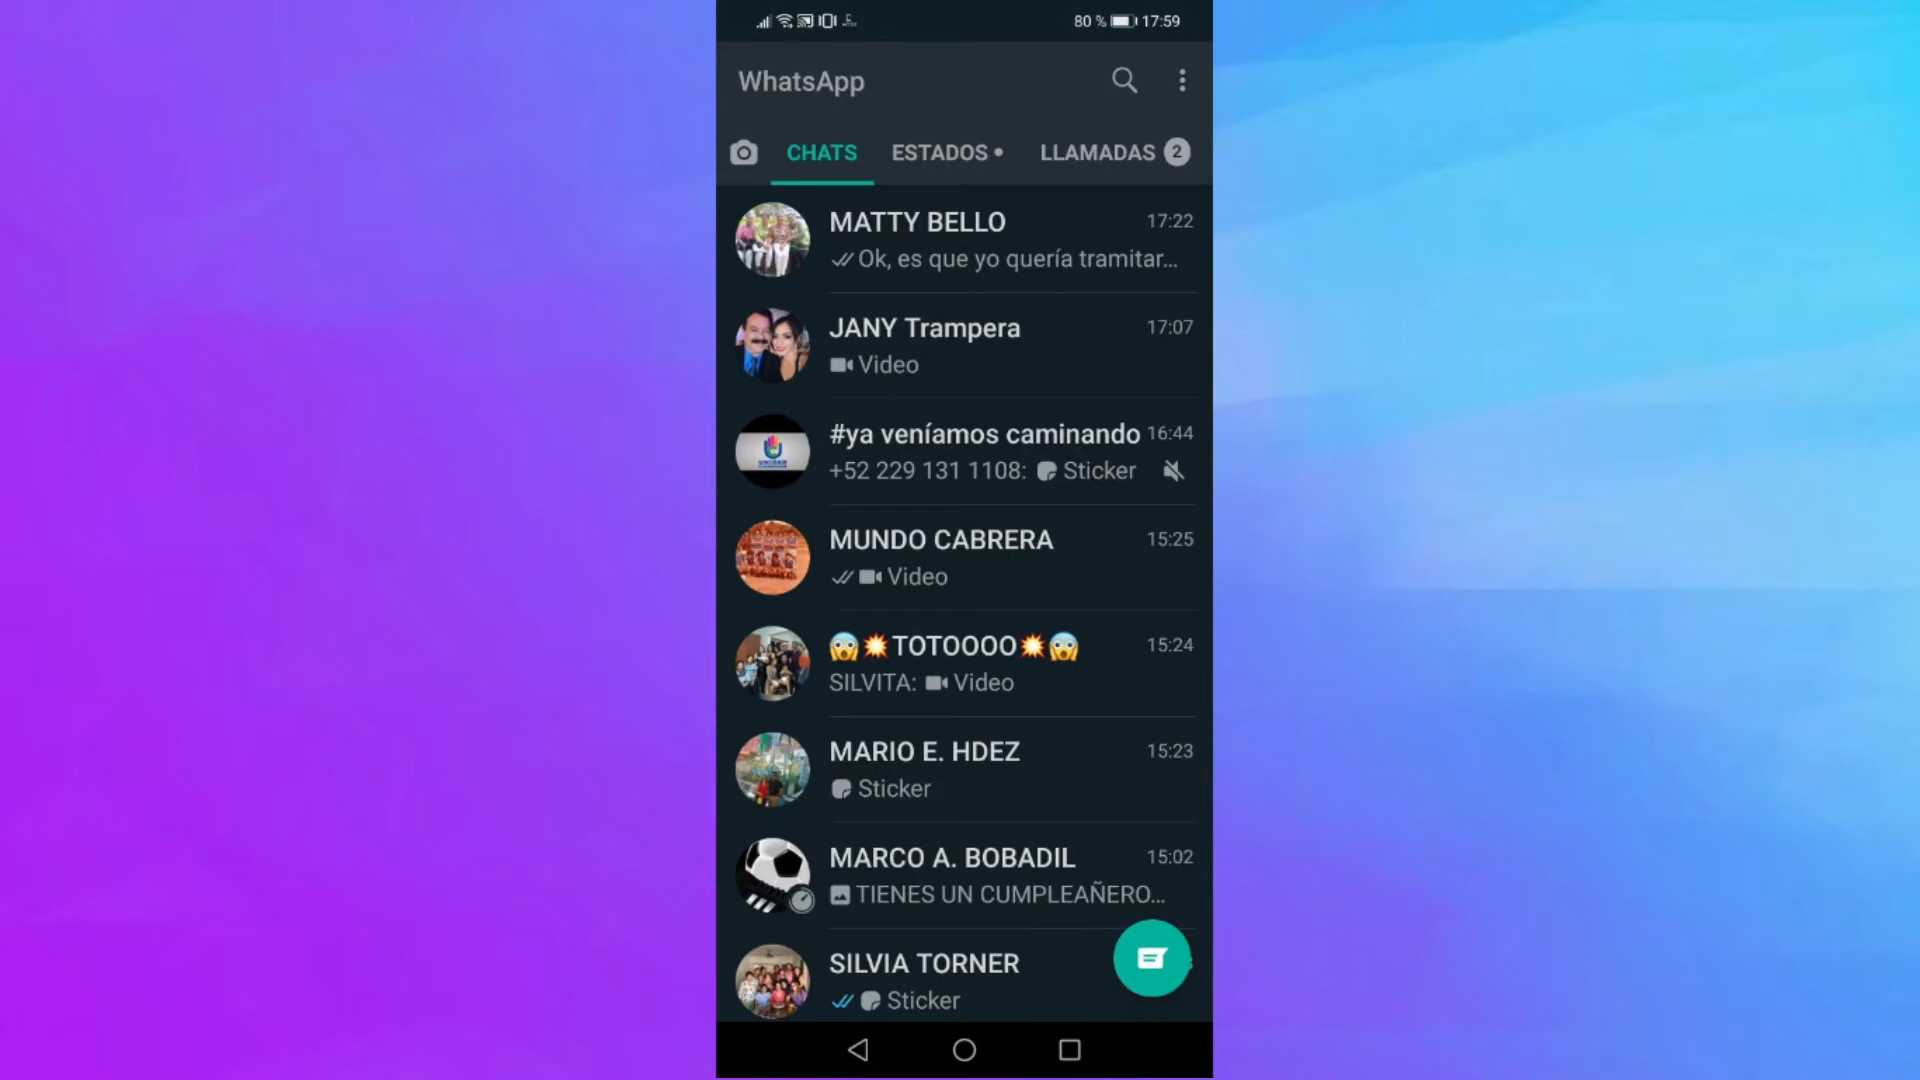 80 % 17:59
WhatsApp
CHATS ESTADOS • LLAMADAS 2
MATTY BELLO 17:22
Ok, es que yo quería tramitar...
JANY Trampera 17:07
Video
#ya veníamos caminando 16:44
+52 229 131 1108: Sticker
MUNDO CABRERA 15:25
Video
😱💥TOTOOOO💥😱 15:24
SILVITA: Video
MARIO E. HDEZ 15:23
Sticker
MARCO A. BOBADIL 15:02
TIENES UN CUMPLEAÑERO...
SILVIA TORNER
Sticker